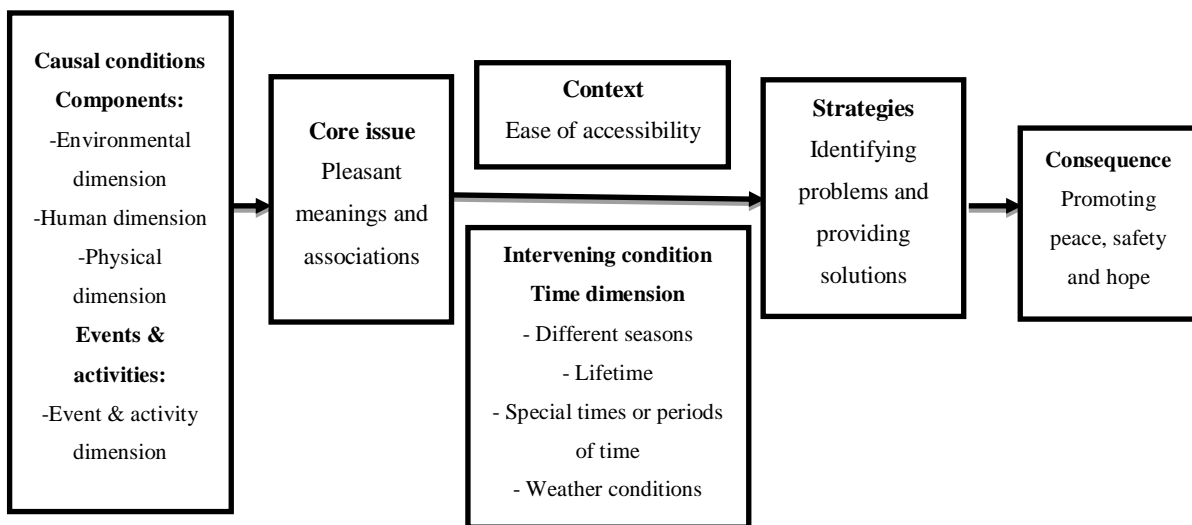 Causal conditions
Components:
-Environmental
dimension
-Human dimension
-Physical
dimension
Events &
activities:
-Event & activity
dimension
Core issue
Pleasant
meanings and
associations
Context
Ease of accessibility
Intervening condition
Time dimension
- Different seasons
- Lifetime
- Special times or periods
of time
- Weather conditions
Strategies
Identifying
problems and
providing
solutions
Consequence
Promoting
peace, safety
and hope